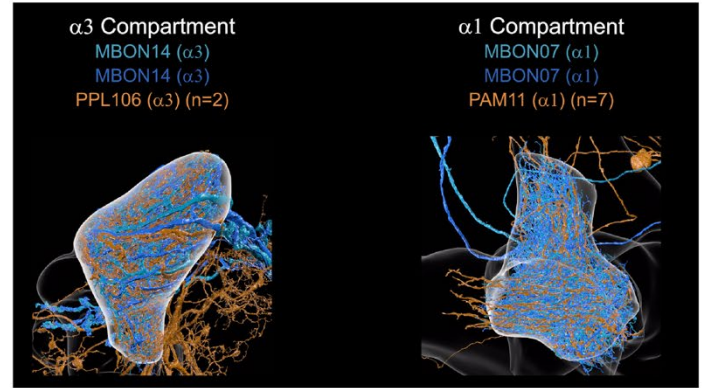 α3 Compartment
MBON14 (α3)
MBON14 (α3)
PPL106 (α3) (n=2)
α1 Compartment
MBON07 (α1)
MBON07 (α1)
PAM11 (α1) (n=7)